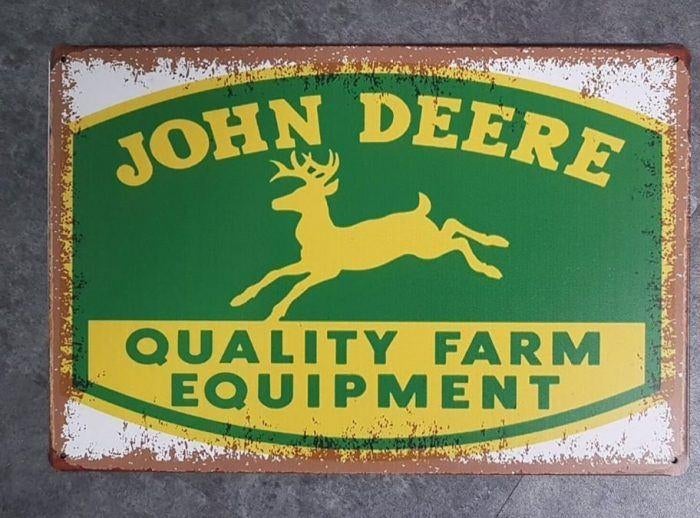 JOHN DEERE
QUALITY FARM
EQUIPMENT